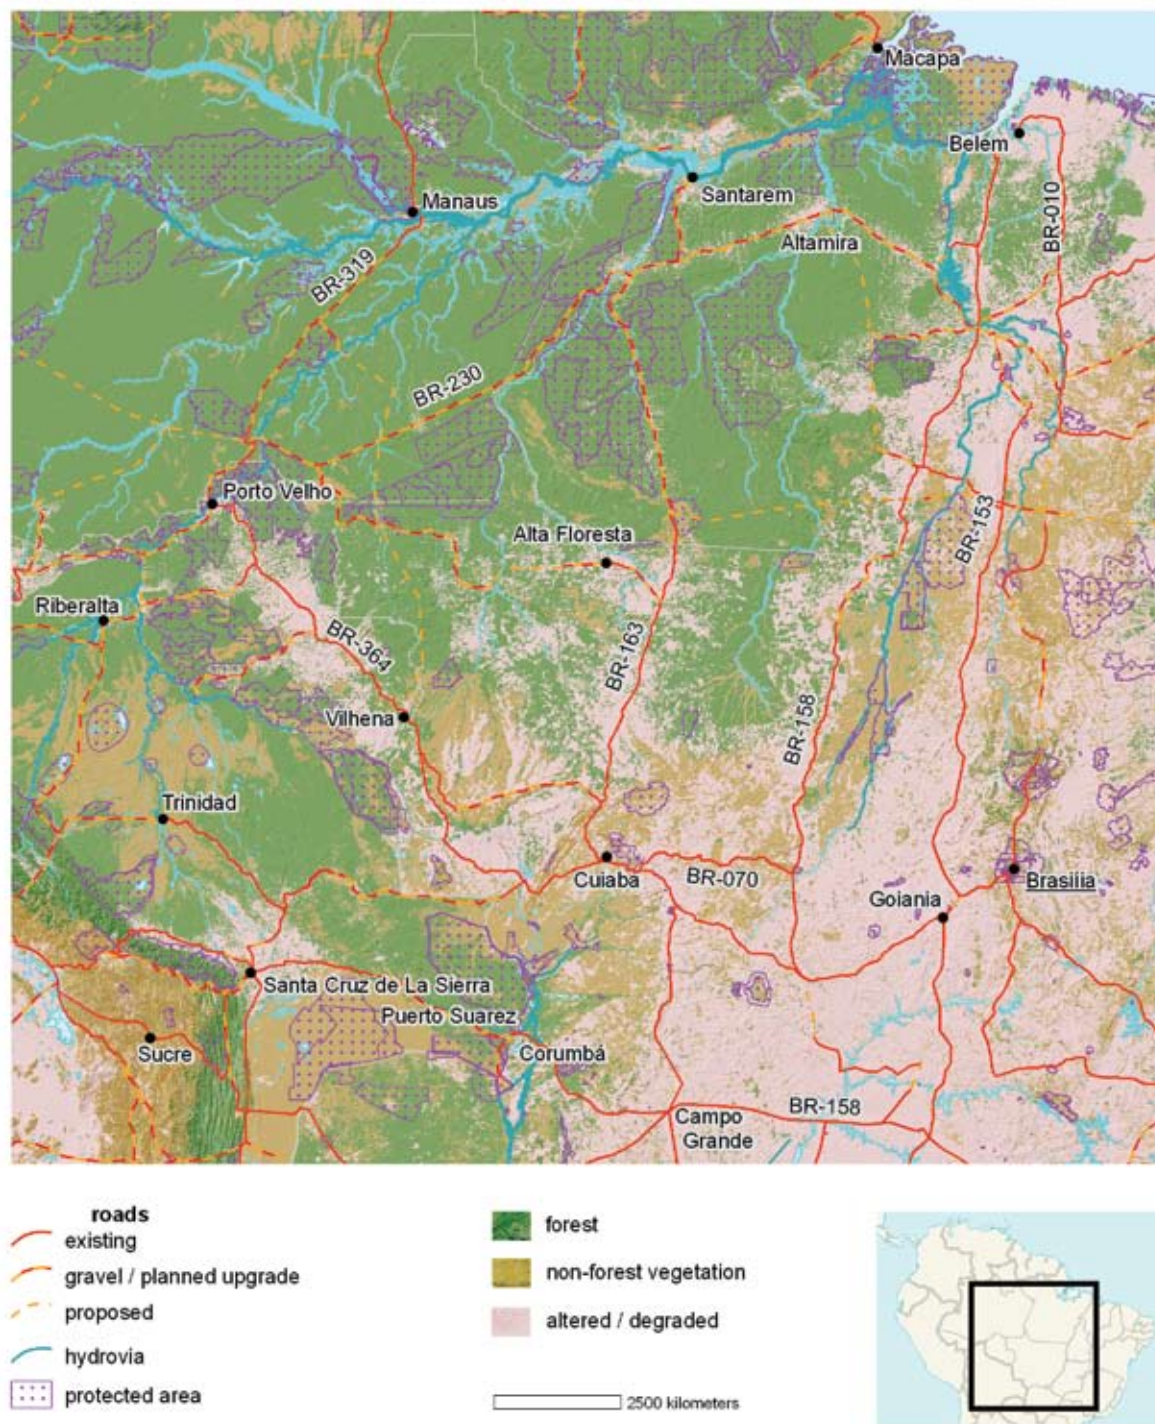 Macapa
Belem
Manaus
Santarem
BR-010
Altamira
BR-319
BR-230
Porto Velho
Alta Floresta
BR-153
Riberalta
BR-364
BR-163
BR-158
Vilhena
Trinidad
Cuiaba
BR-070
Goiania
Brasiiia
Santa Cruz de La Sierra
Puerto Suarez
Sucre
Corumbá
BR-158
Campo
Grande
roads
existing
gravel / planned upgrade
proposed
hydrovia
protected area
forest
non-forest vegetation
altered / degraded
2500 kilometers